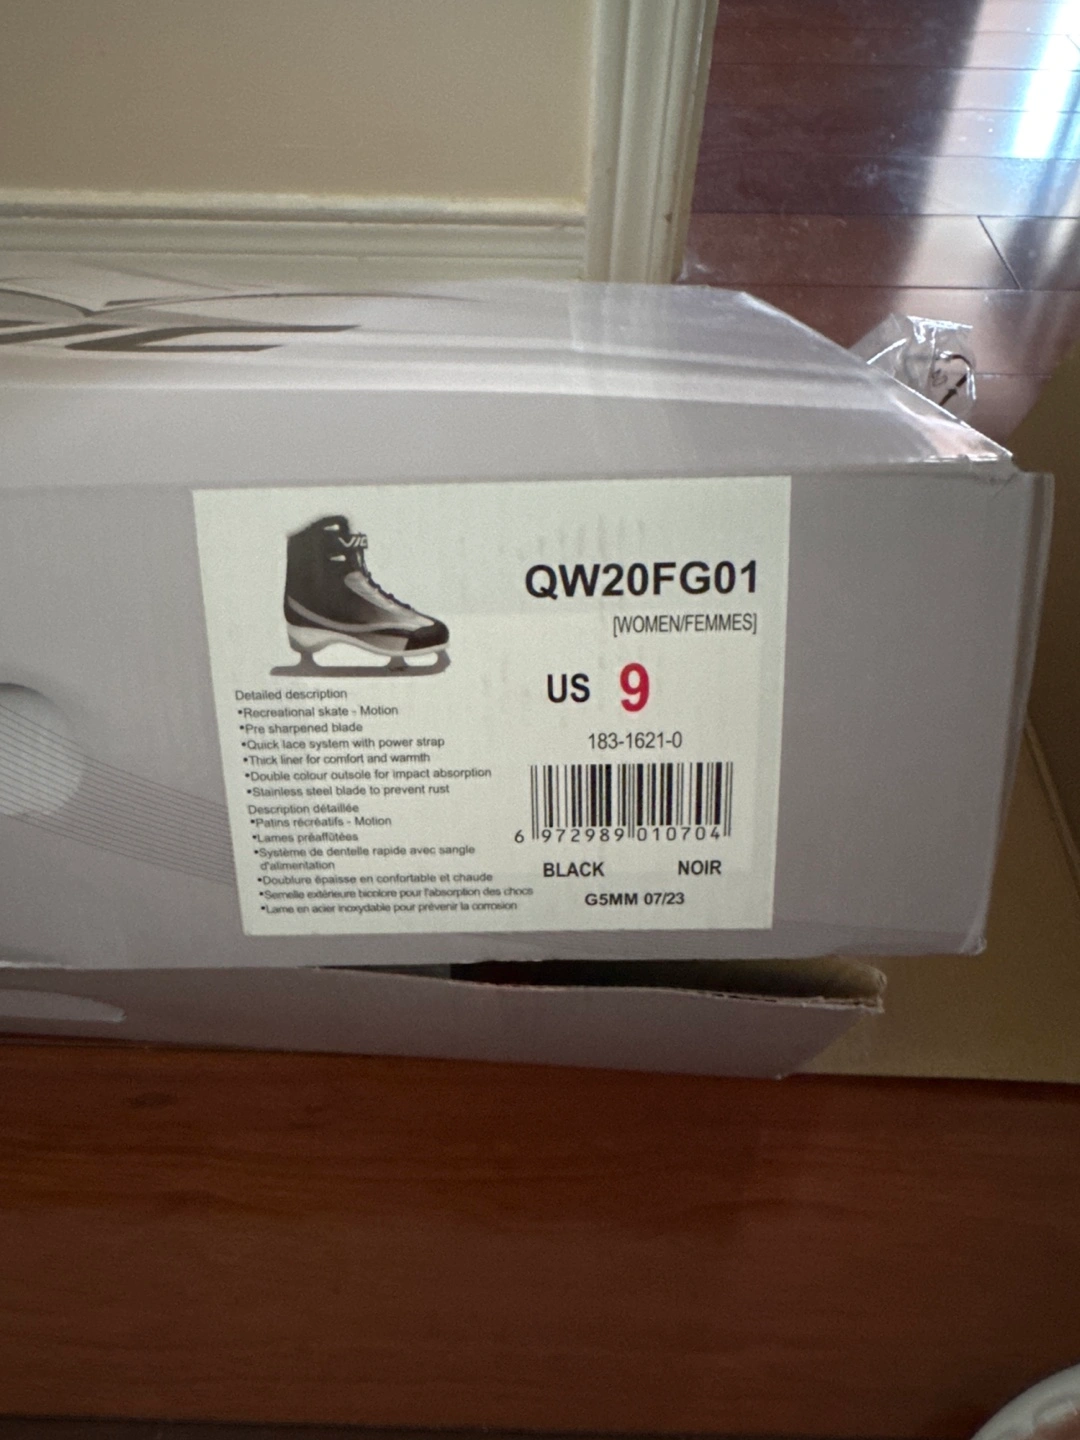 VIC
QW20FG01
[WOMEN/FEMMES]
US 9
183-1621-0
6 972989 010704
BLACK NOIR
G5MM 07/23
Detailed description
•Recreational skate - Motion
•Pre sharpened blade
•Quick lace system with power strap
•Thick liner for comfort and warmth
•Double colour outsole for impact absorption
•Stainless steel blade to prevent rust
Description détaillée
•Patins récréatifs - Motion
•Lames préaffûtées
•Système de dentelle rapide avec sangle
d'alimentation
•Doublure épaisse en confortable et chaude
•Semelle extérieure bicolore pour l'absorption des chocs
•Lame en acier inoxydable pour prévenir la corrosion